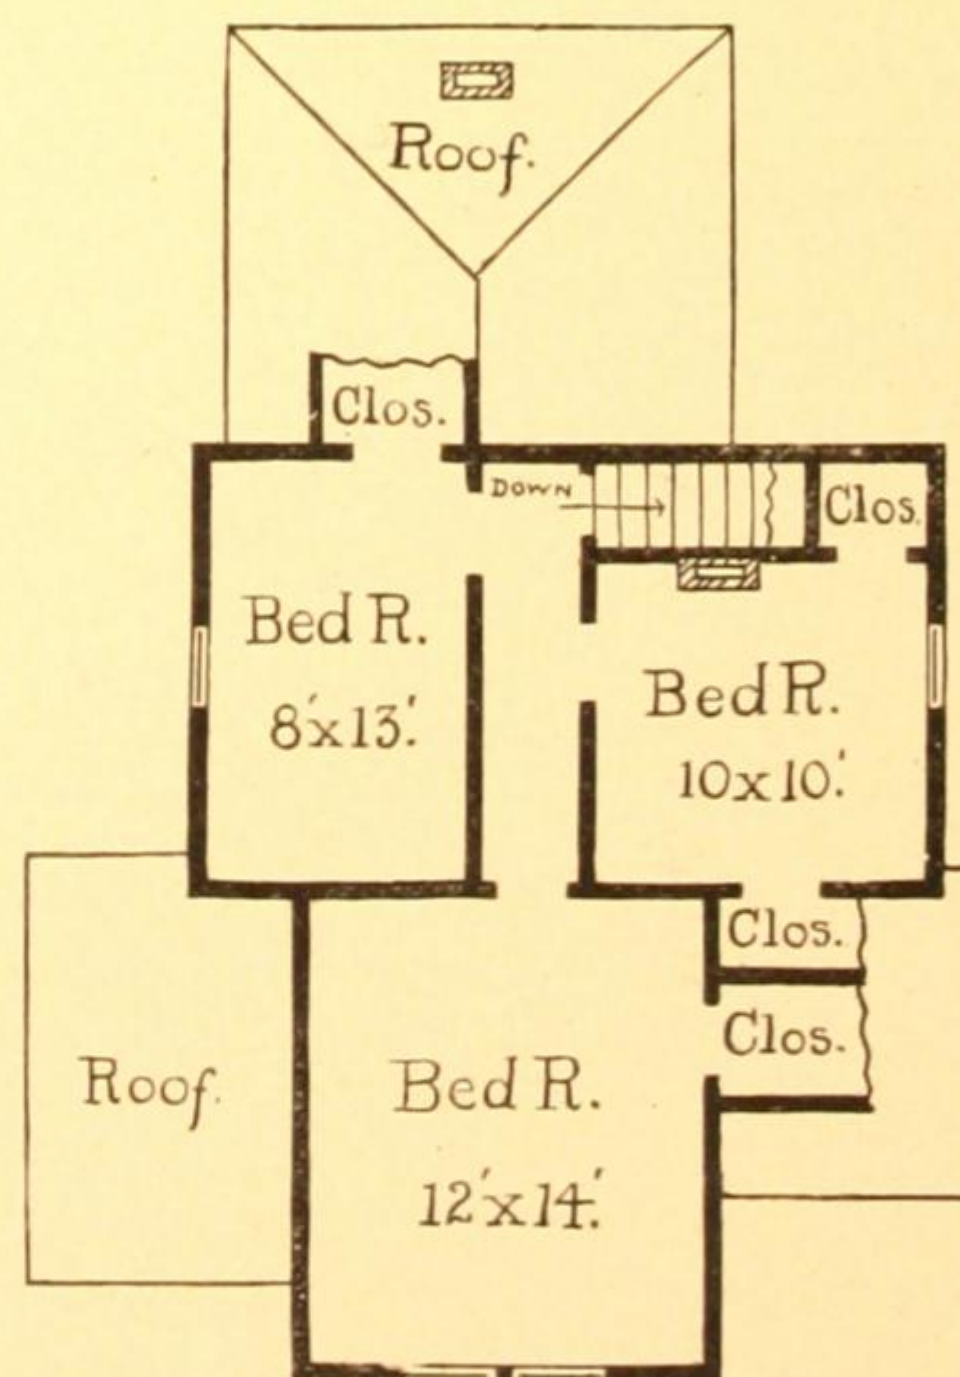 Roof.
Clos.
DOWN
Clos.
Bed R.
8'x13'.
Bed R.
10x10'.
Clos.
Clos.
Roof.
Bed R.
12'x14'.